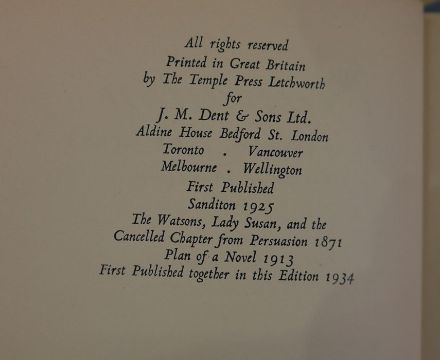 All rights reserved
Printed in Great Britain
by The Temple Press Letchworth
for
J. M. Dent & Sons Ltd.
Aldine House Bedford St. London
Toronto . Vancouver
Melbourne . Wellington
First Published
Sanditon 1925
The Watsons, Lady Susan, and the
Cancelled Chapter from Persuasion 1871
Plan of a Novel 1913
First Published together in this Edition 1934